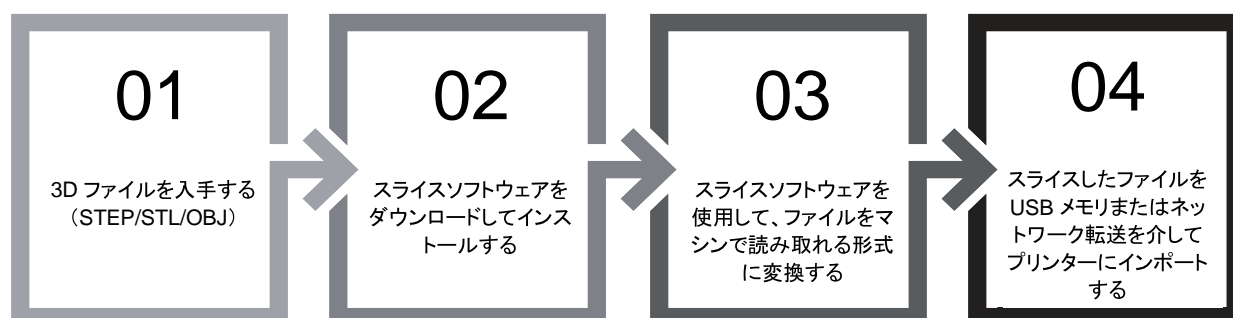 01
3D ファイルを入手する
（STEP/STL/OBJ）
02
スライスソフトウェアを
ダウンロードしてインス
トールする
03
スライスソフトウェアを
使用して、ファイルをマ
シンで読み取れる形式
に変換する
04
スライスしたファイルを
USB メモリまたはネッ
トワーク転送を介して
プリンターにインポート
する